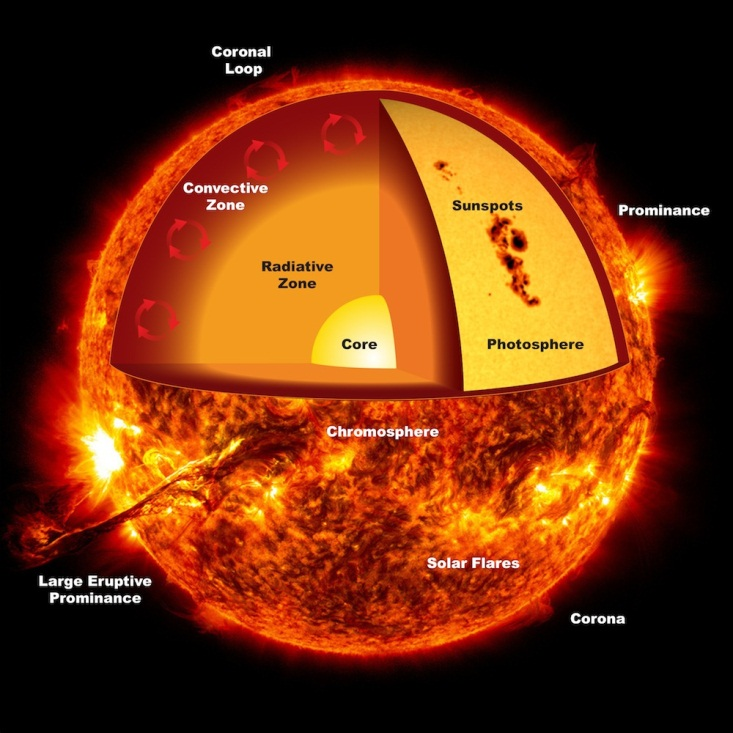 Coronal
Loop
Convective
Zone
Sunspots
Prominance
Radiative
Zone
Core
Photosphere
Chromosphere
Solar Flares
Large Eruptive
Prominance
Corona